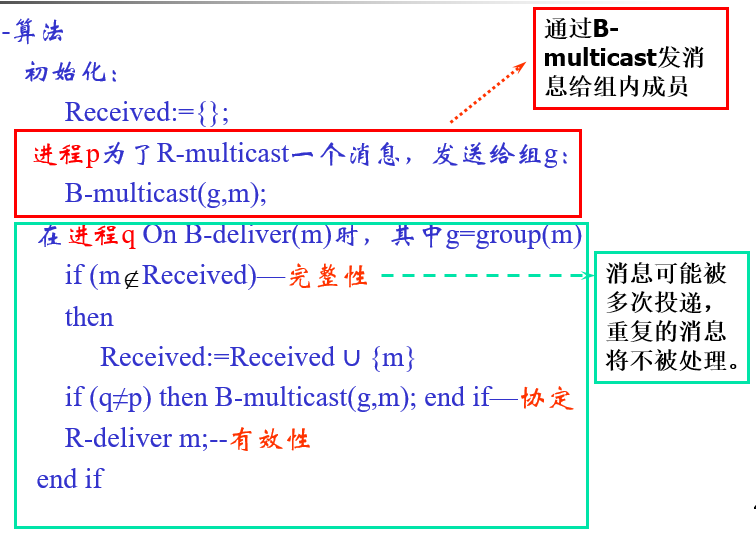 -算法
初始化：
Received:={};
进程p为了R-multicast一个消息，发送给组g：
B-multicast(g,m);
在进程q On B-deliver(m)时，其中g=group(m)
if (m∉Received)—完整性
then
Received:=Received ∪ {m}
if (q≠p) then B-multicast(g,m); end if—协定
R-deliver m;--有效性
end if
通过B-
multicast发消
息给组内成员
消息可能被
多次投递，
重复的消息
将不被处理。